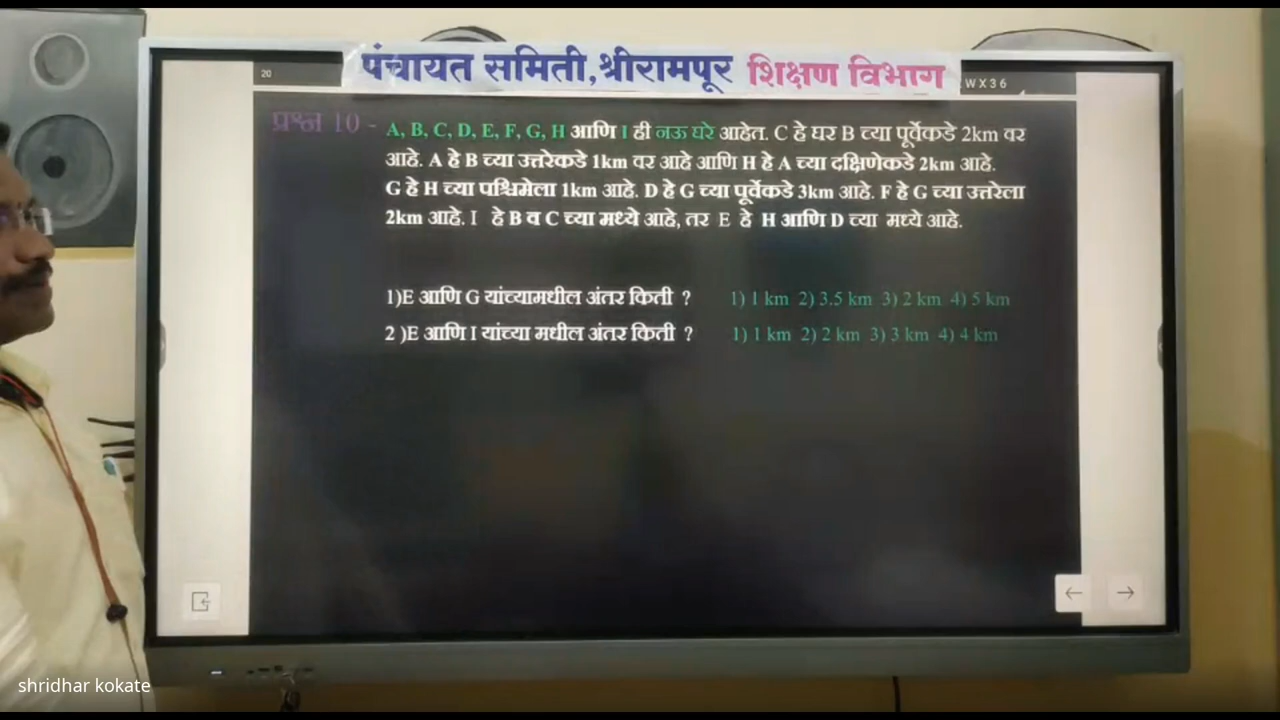 पंचायत समिती,श्रीरामपूर शिक्षण विभाग
20
WX36
प्रश्न 10 - A, B, C, D, E, F, G, H आणि I ही नऊ घरे आहेत. C हे घर B च्या पूर्वेकडे 2km वर
आहे. A हे B च्या उत्तरेकडे 1km वर आहे आणि H हे A च्या दक्षिणेकडे 2km आहे.
G हे H च्या पश्चिमेला 1km आहे. D हे G च्या पूर्वेकडे 3km आहे. F हे G च्या उत्तरेला
2km आहे. I हे B व C च्या मध्ये आहे, तर E हे H आणि D च्या मध्ये आहे.
1)E आणि G यांच्यामधील अंतर किती ? 1) 1 km 2) 3.5 km 3) 2 km 4) 5 km
2 )E आणि I यांच्या मधील अंतर किती ? 1) 1 km 2) 2 km 3) 3 km 4) 4 km
shridhar kokate